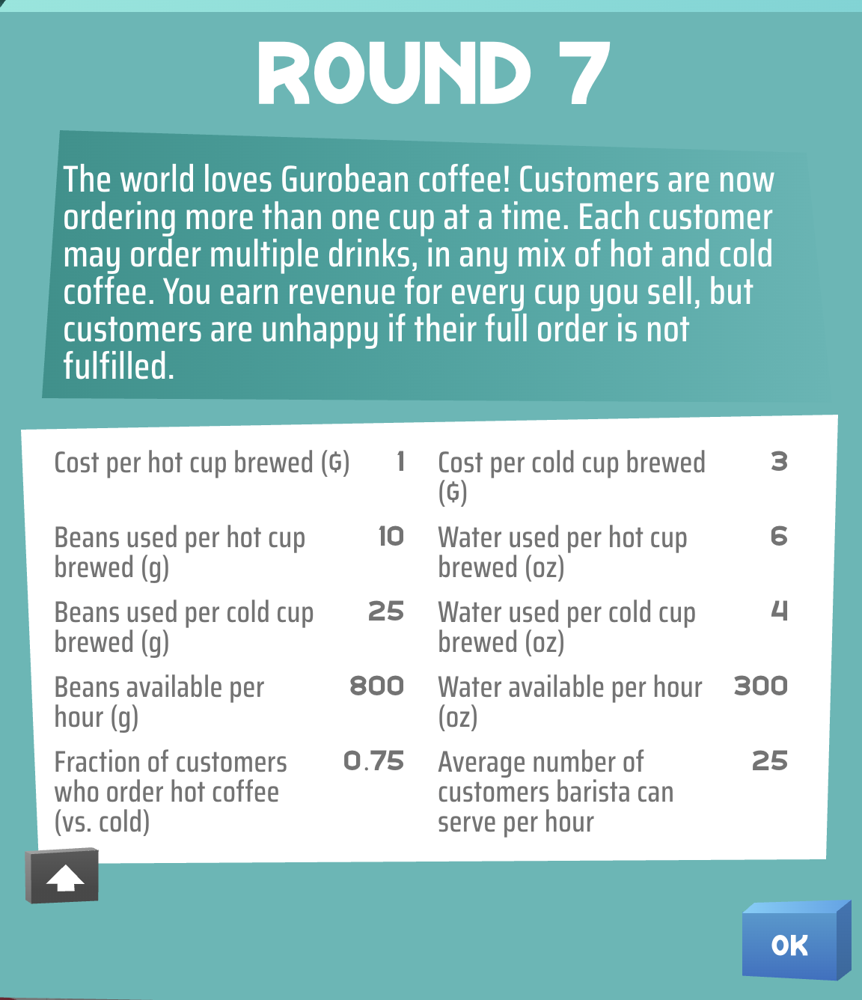 ROUND 7
The world loves Gurobean coffee! Customers are now
ordering more than one cup at a time. Each customer
may order multiple drinks, in any mix of hot and cold
coffee. You earn revenue for every cup you sell, but
customers are unhappy if their full order is not
fulfilled.
Cost per hot cup brewed (₲) 1
Cost per cold cup brewed 3
(₲)
Beans used per hot cup 10
brewed (g)
Water used per hot cup 6
brewed (oz)
Beans used per cold cup 25
brewed (g)
Water used per cold cup 4
brewed (oz)
Beans available per 800
hour (g)
Water available per hour 300
(oz)
Fraction of customers 0.75
who order hot coffee
(vs. cold)
Average number of 25
customers barista can
serve per hour
OK